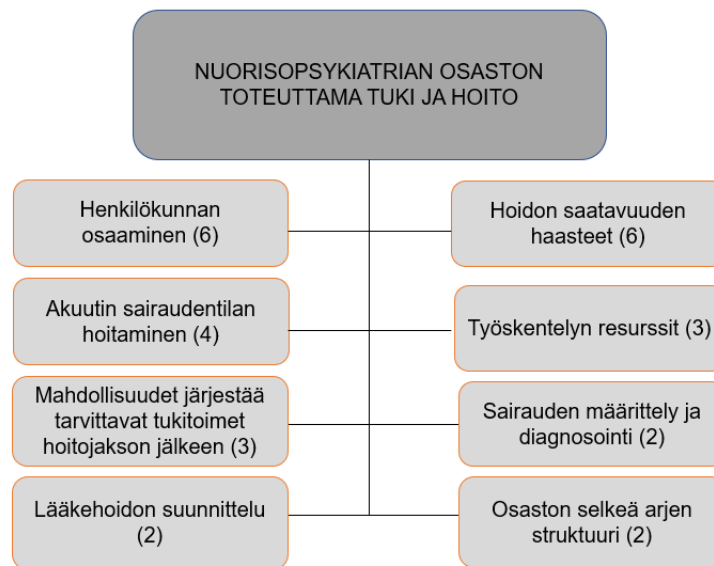 NUORISOPSYKIATRIAN OSASTON
TOTEUTTAMA TUKI JA HOITO
Henkilökunnan
osaaminen (6)
Hoidon saatavuuden
haasteet (6)
Akuutin sairaudentilan
hoitaminen (4)
Työskentelyn resurssit (3)
Mahdollisuudet järjestää
tarvittavat tukitoimet
hoitojakson jälkeen (3)
Sairauden määrittely ja
diagnosointi (2)
Lääkehoidon suunnittelu
(2)
Osaston selkeä arjen
struktuuri (2)